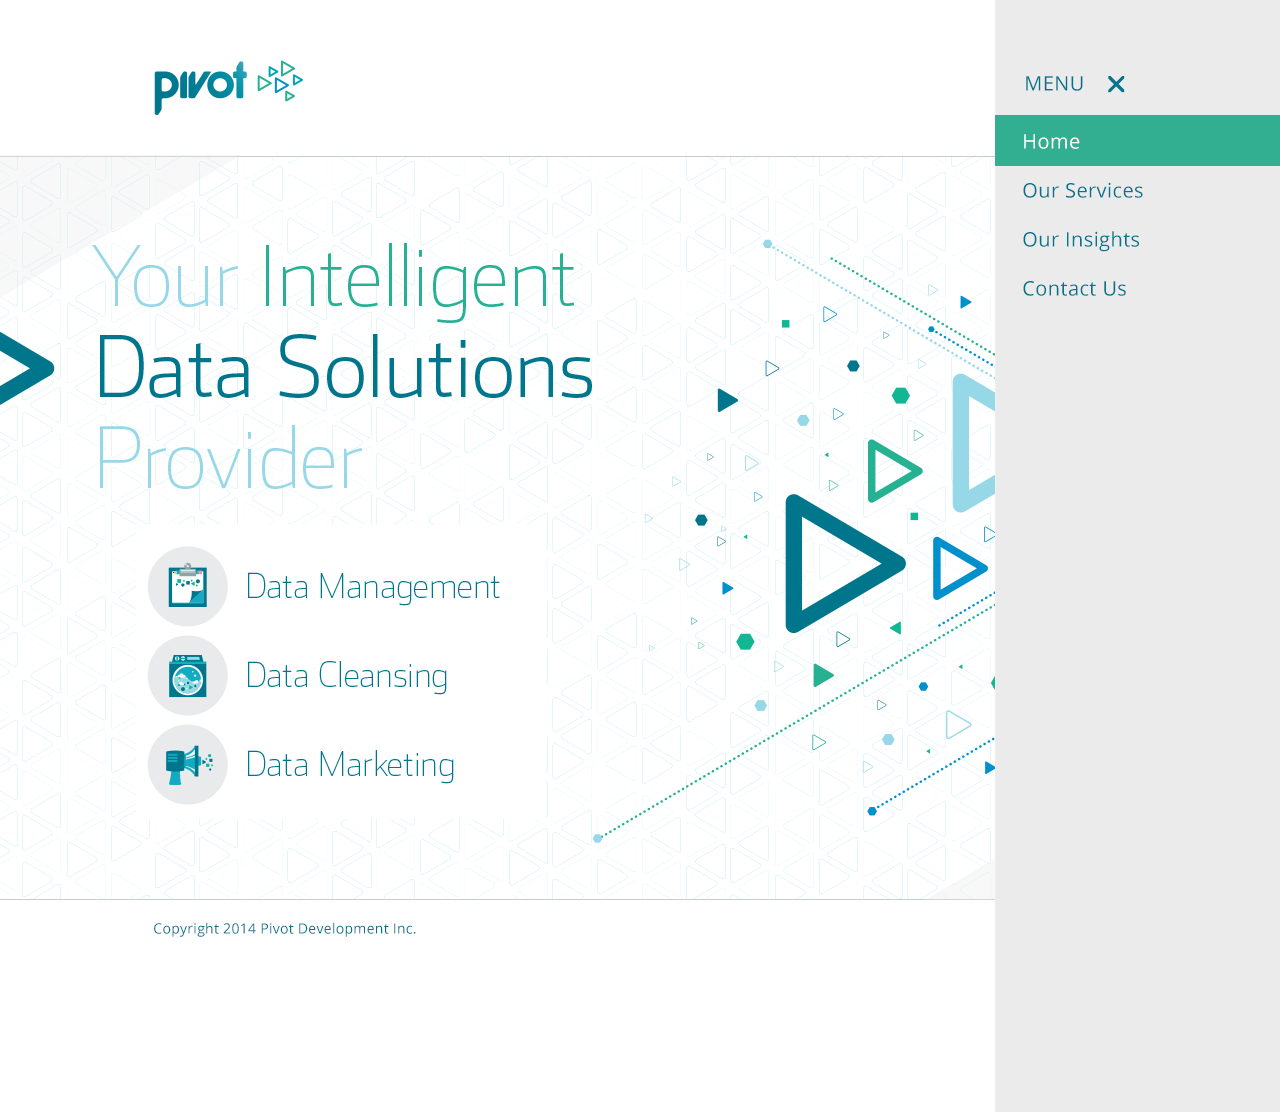 pivot
MENU
Home
Our Services
Our Insights
Contact Us
Your Intelligent
Data Solutions
Provider
Data Management
Data Cleansing
Data Marketing
Copyright 2014 Pivot Development Inc.